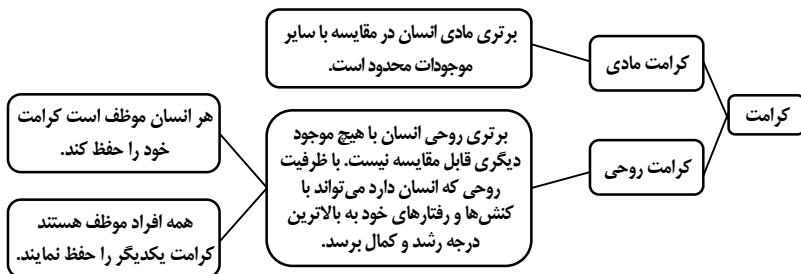 کرامت
کرامت مادی
برتری مادی انسان در مقایسه با سایر
موجودات محدود است.
کرامت روحی
برتری روحی انسان با هیچ موجود
دیگری قابل مقایسه نیست. با ظرفیت
روحی که انسان دارد می‌تواند با
کنش‌ها و رفتارهای خود به بالاترین
درجه رشد و کمال برسد.
هر انسان موظف است کرامت
خود را حفظ کند.
همه افراد موظف هستند
کرامت یکدیگر را حفظ نمایند.